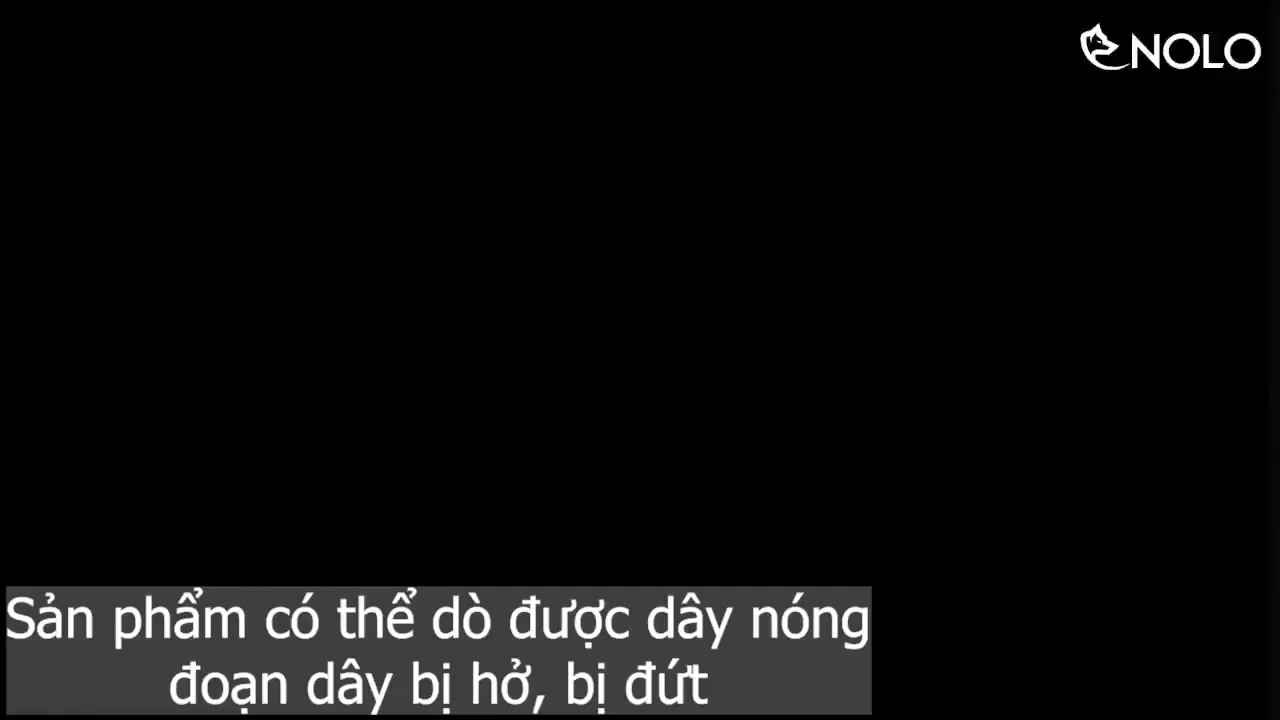 NOLO
Sản phẩm có thể dò được dây nóng
đoạn dây bị hở, bị đứt